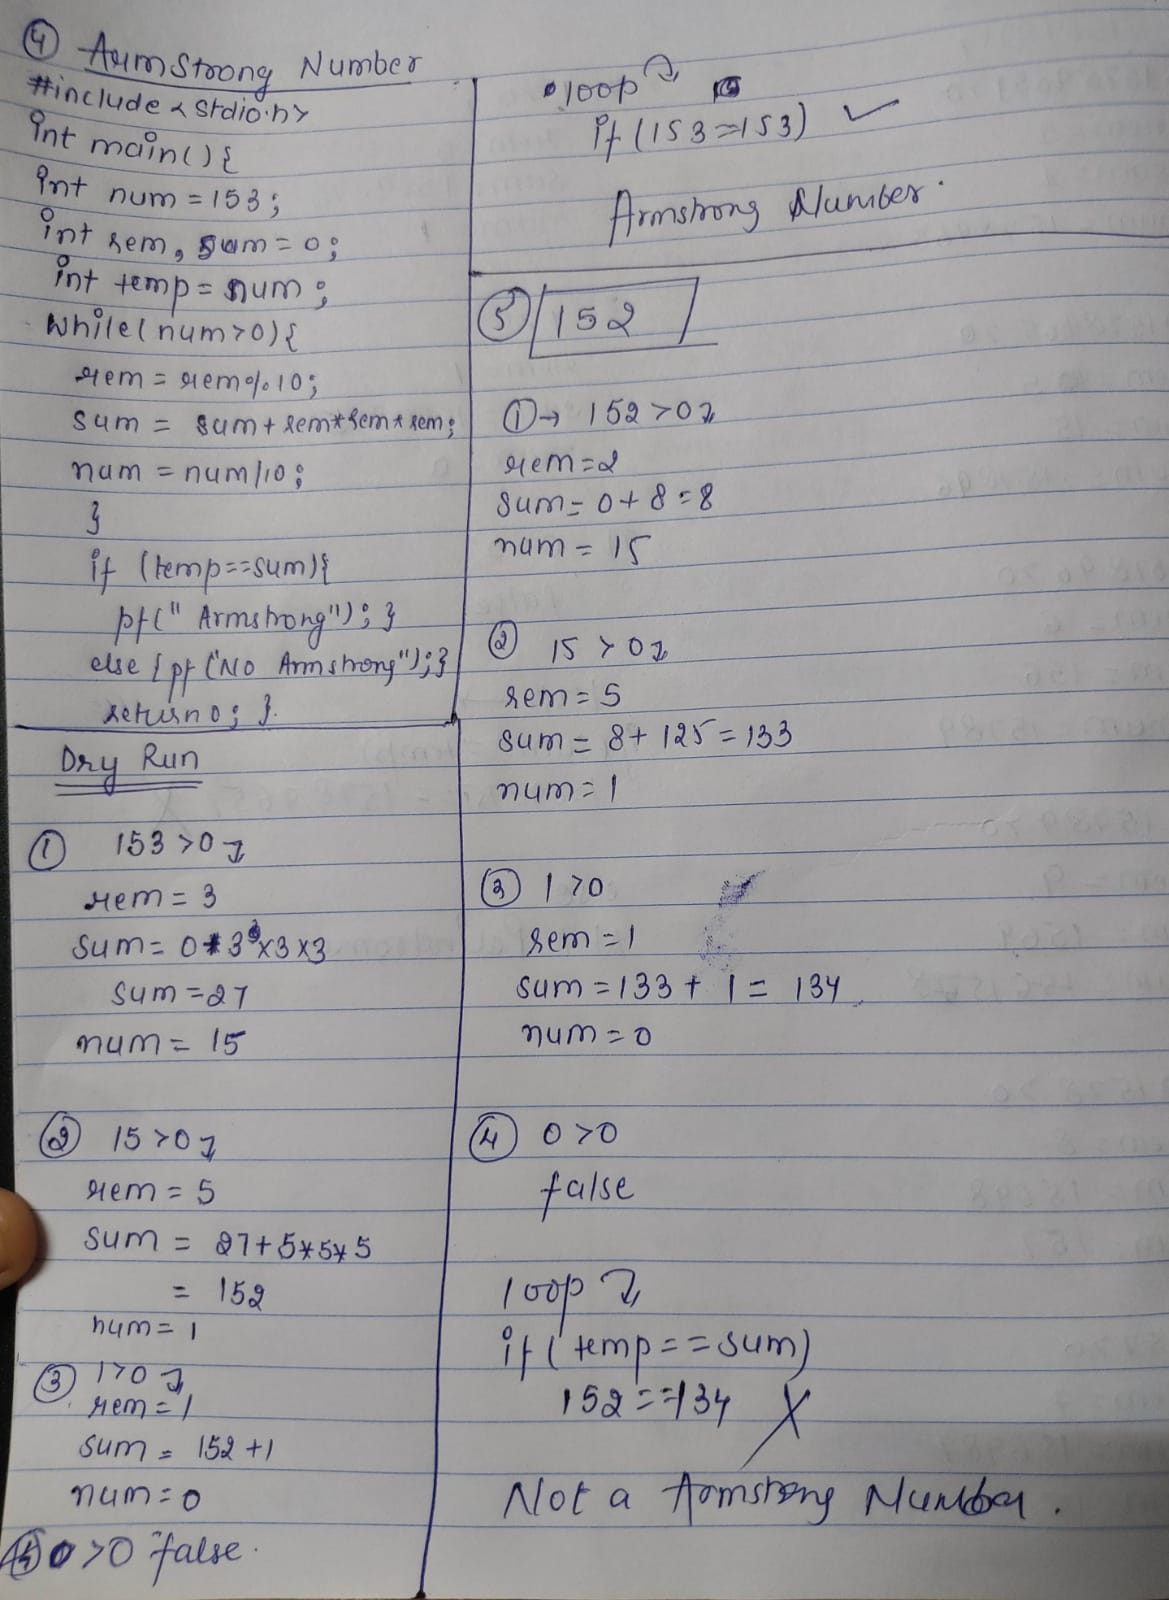 ④ Armstrong Number
#include <stdio.h>
int main() {
int num = 153;
int rem, sum = 0;
int temp = num;
while(num>0){
rem = rem%10;
sum = sum+rem*rem*rem;
num = num/10;
}
if (temp==sum){
pf(" Armstrong"); }
else {pf ("No Armstrong");}
return 0; }
Dry Run
① 153 >0
rem = 3
sum = 0+3×3×3
sum = 27
num = 15
② 15 >0
rem = 5
sum = 27+5*5*5
= 152
num = 1
③ 1>0
rem = 1
sum = 152 +1
num = 0
④ 0 >0 false.
loop
if (153==153) ✓
Armstrong Number.
⑤ 152
① → 152 >0
rem = 2
sum = 0+ 8 = 8
num = 15
② 15 > 0
rem = 5
sum = 8+ 125 = 133
num = 1
③ 1 >0
rem = 1
sum = 133 + 1 = 134
num = 0
④ 0 >0
false
loop
if ( temp == sum)
152 == 134 X
Not a Armstrong Number.